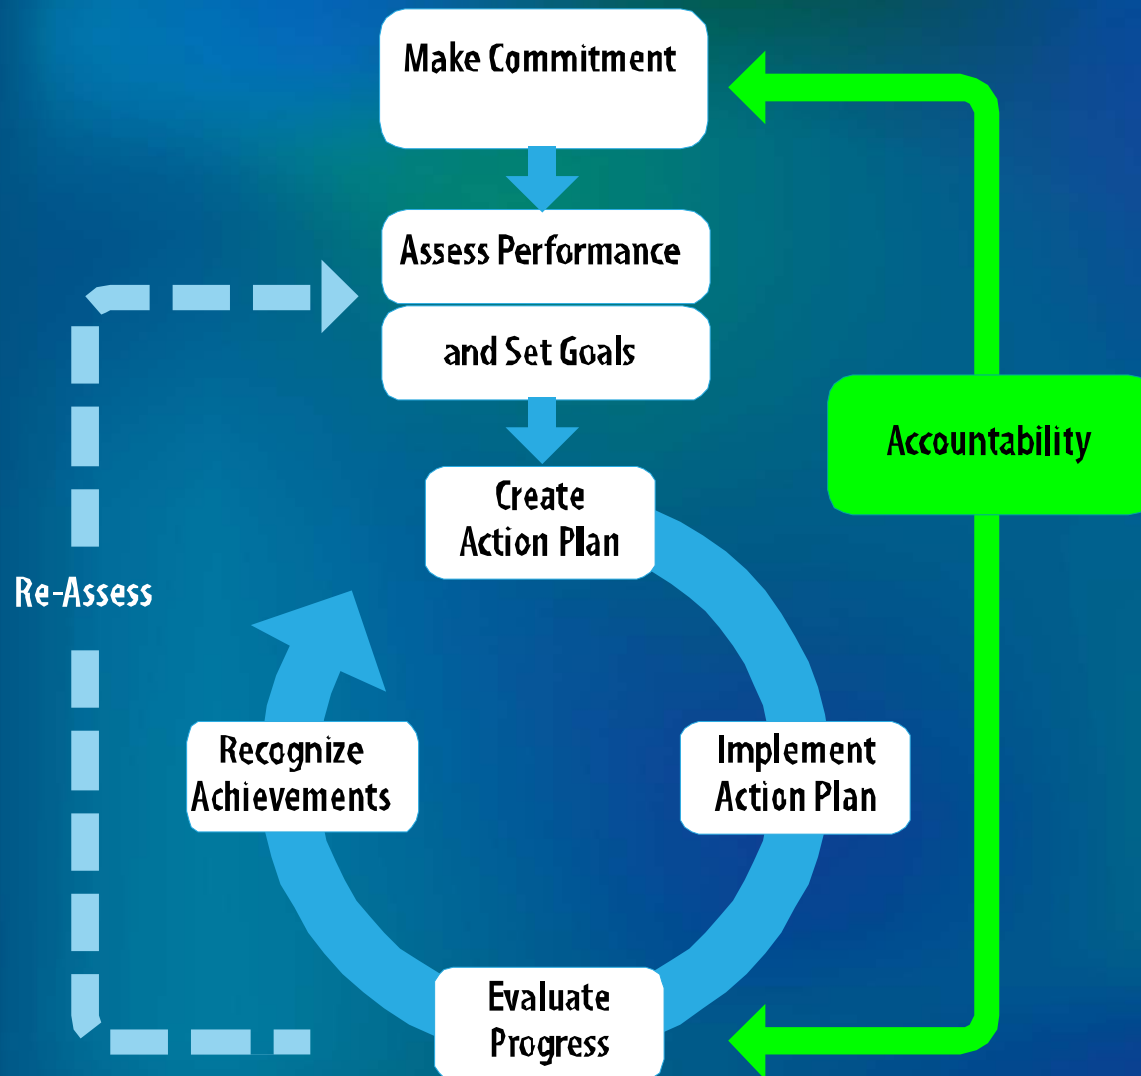 Make Commitment
Assess Performance
and Set Goals
Accountability
Create
Action Plan
Re-Assess
Recognize
Achievements
Implement
Action Plan
Evaluate
Progress